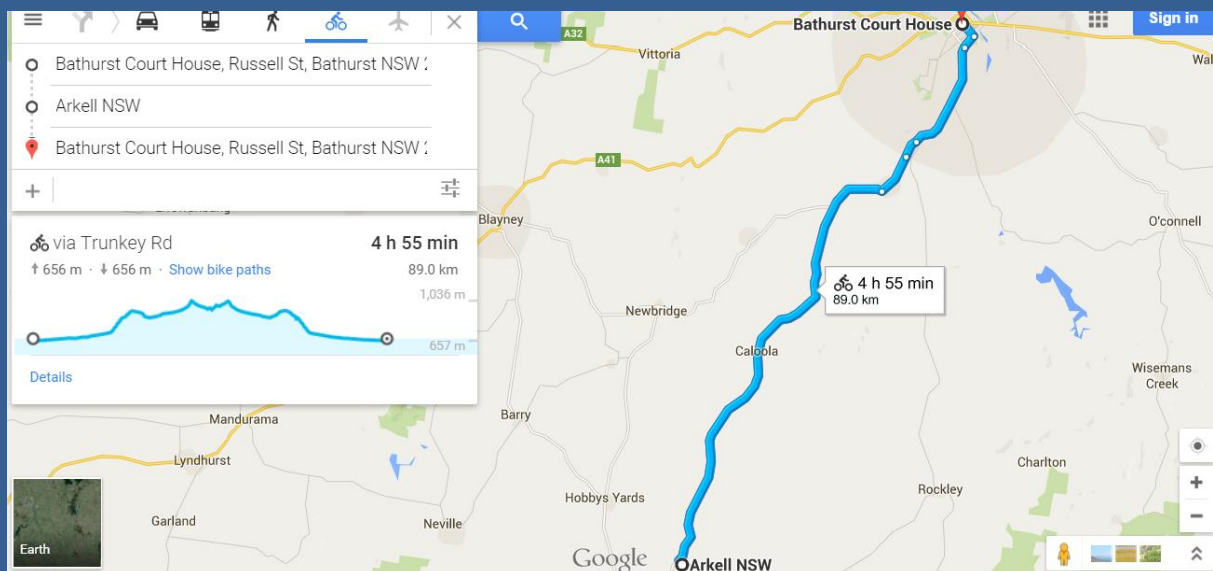 Sign in
Bathurst Court House, Russell St, Bathurst NSW 2
Arkell NSW
Bathurst Court House, Russell St, Bathurst NSW 2
via Trunkey Rd
4 h 55 min
↑ 656 m · ↓ 656 m · Show bike paths
89.0 km
1,036 m
657 m
Details
Bathurst Court House
A32
Vittoria
A41
Blayney
O'connell
4 h 55 min
89.0 km
Newbridge
Caloola
Wisemans
Creek
Mandurama
Barry
Lyndhurst
Charlton
Rockley
Hobbys Yards
Garland
Neville
Earth
Google
Arkell NSW